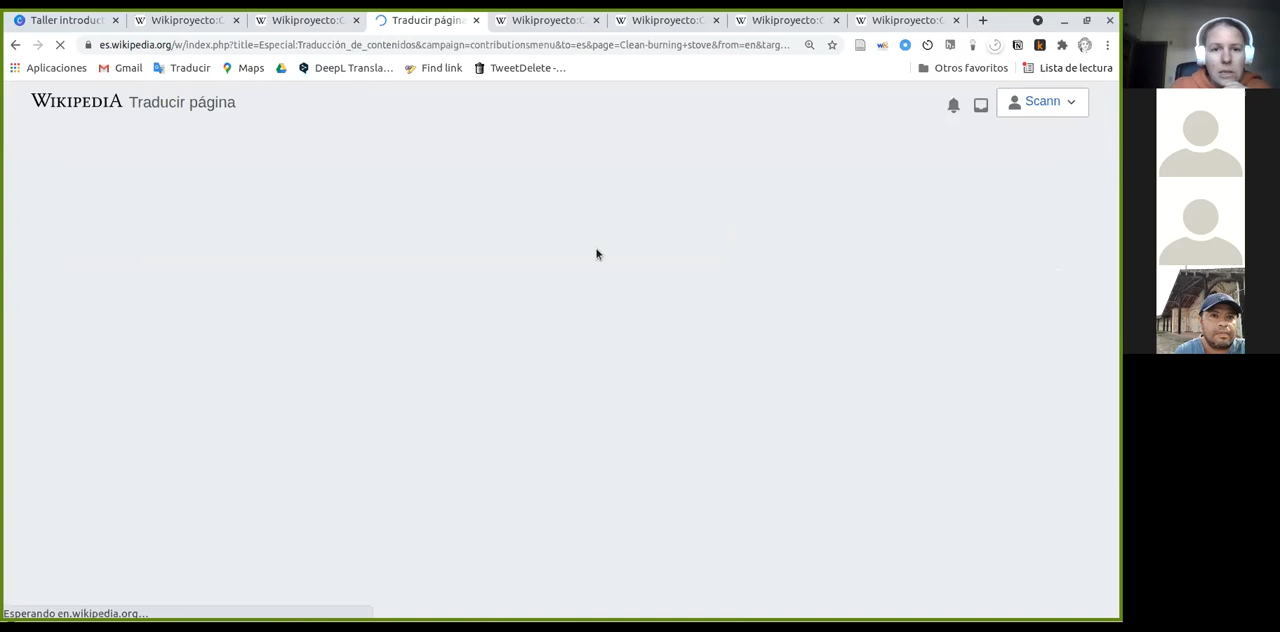 Taller introduc
Wikiproyecto:C
Wikiproyecto:C
Traducir página
Wikiproyecto:C
Wikiproyecto:C
Wikiproyecto:C
Wikiproyecto:C
es.wikipedia.org/w/index.php?title=Especial:Traducción_de_contenidos&campaign=contributionsmenu&to=es&page=Clean-burning+stove&from=en&targ...
Aplicaciones Gmail Traducir Maps DeepL Transla... Find link TweetDelete -... Otros favoritos Lista de lectura
WIKIPEDIA Traducir página Scann
Esperando en.wikipedia.org...